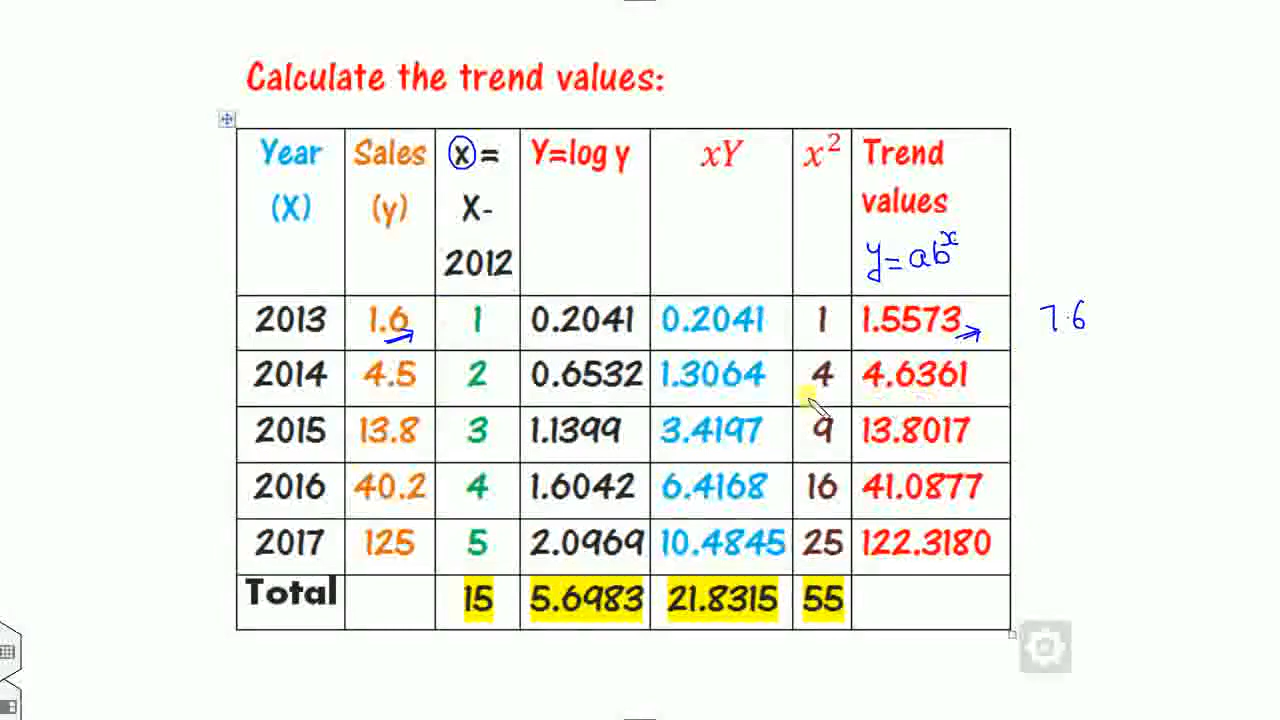 Calculate the trend values:
Year (X) Sales (y) x= X- 2012 Y=log y xY x² Trend values y=ab^x
2013 1.6 1 0.2041 0.2041 1 1.5573 7.6
2014 4.5 2 0.6532 1.3064 4 4.6361
2015 13.8 3 1.1399 3.4197 9 13.8017
2016 40.2 4 1.6042 6.4168 16 41.0877
2017 125 5 2.0969 10.4845 25 122.3180
Total 15 5.6983 21.8315 55